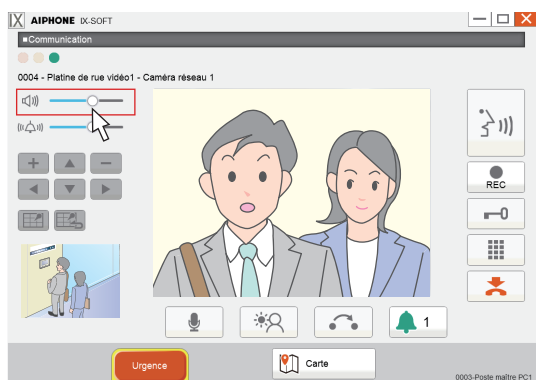 AIPHONE IX-SOFT
■Communication
0004 - Platine de rue vidéo1 - Caméra réseau 1
REC
1
Urgence
Carte
0003-Poste maître PC1